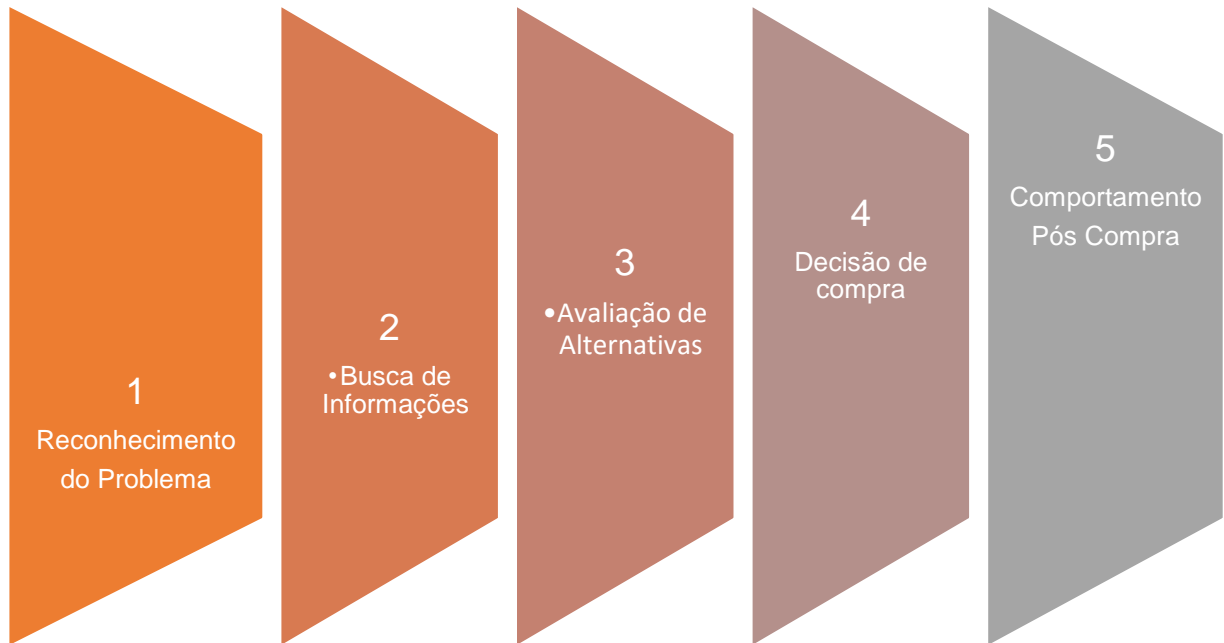 1
Reconhecimento
do Problema
2
•Busca de
Informações
3
•Avaliação de
Alternativas
4
Decisão de
compra
5
Comportamento
Pós Compra